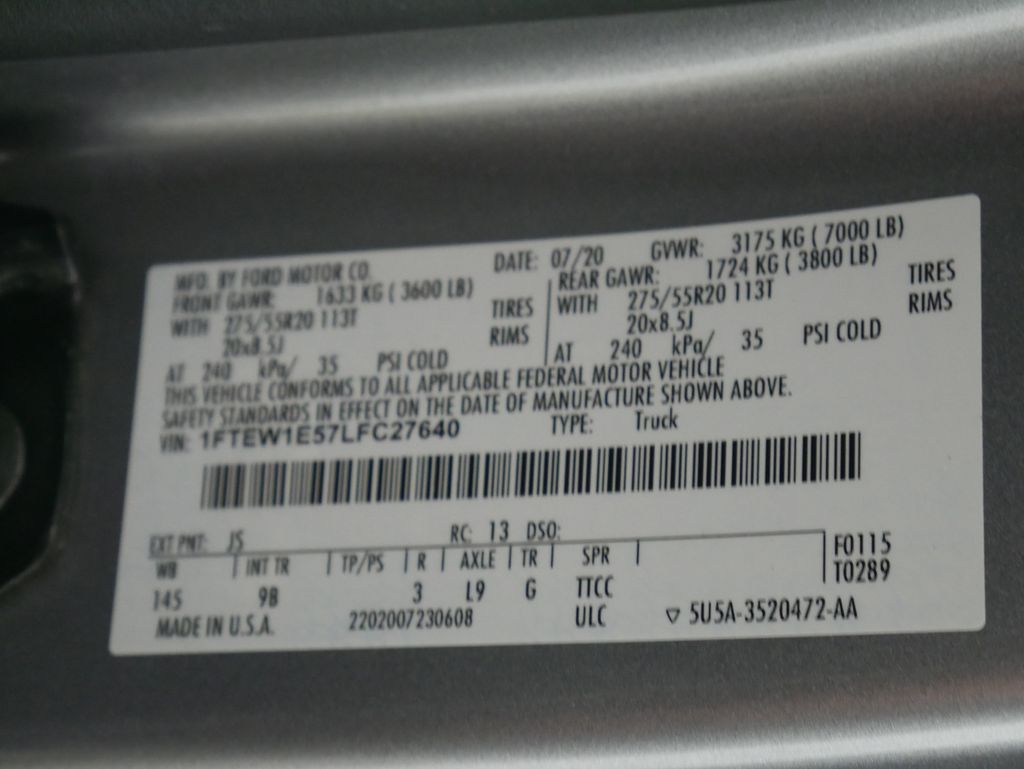 MFD. BY FORD MOTOR CO. DATE: 07/20 GVWR: 3175 KG ( 7000 LB)
FRONT GAWR: 1633 KG ( 3600 LB) REAR GAWR: 1724 KG ( 3800 LB)
WITH 275/55R20 113T TIRES WITH 275/55R20 113T TIRES
20x8.5J RIMS 20x8.5J RIMS
AT 240 kPa/ 35 PSI COLD AT 240 kPa/ 35 PSI COLD
THIS VEHICLE CONFORMS TO ALL APPLICABLE FEDERAL MOTOR VEHICLE
SAFETY STANDARDS IN EFFECT ON THE DATE OF MANUFACTURE SHOWN ABOVE.
VIN: 1FTEW1E57LFC27640 TYPE: Truck
EXT PNT: JS RC: 13 DSO:
WB INT TR TP/PS R AXLE TR SPR F0115
145 9B 3 L9 G TTCC T0289
MADE IN U.S.A. 2202007230608 ULC ▽ 5U5A-3520472-AA